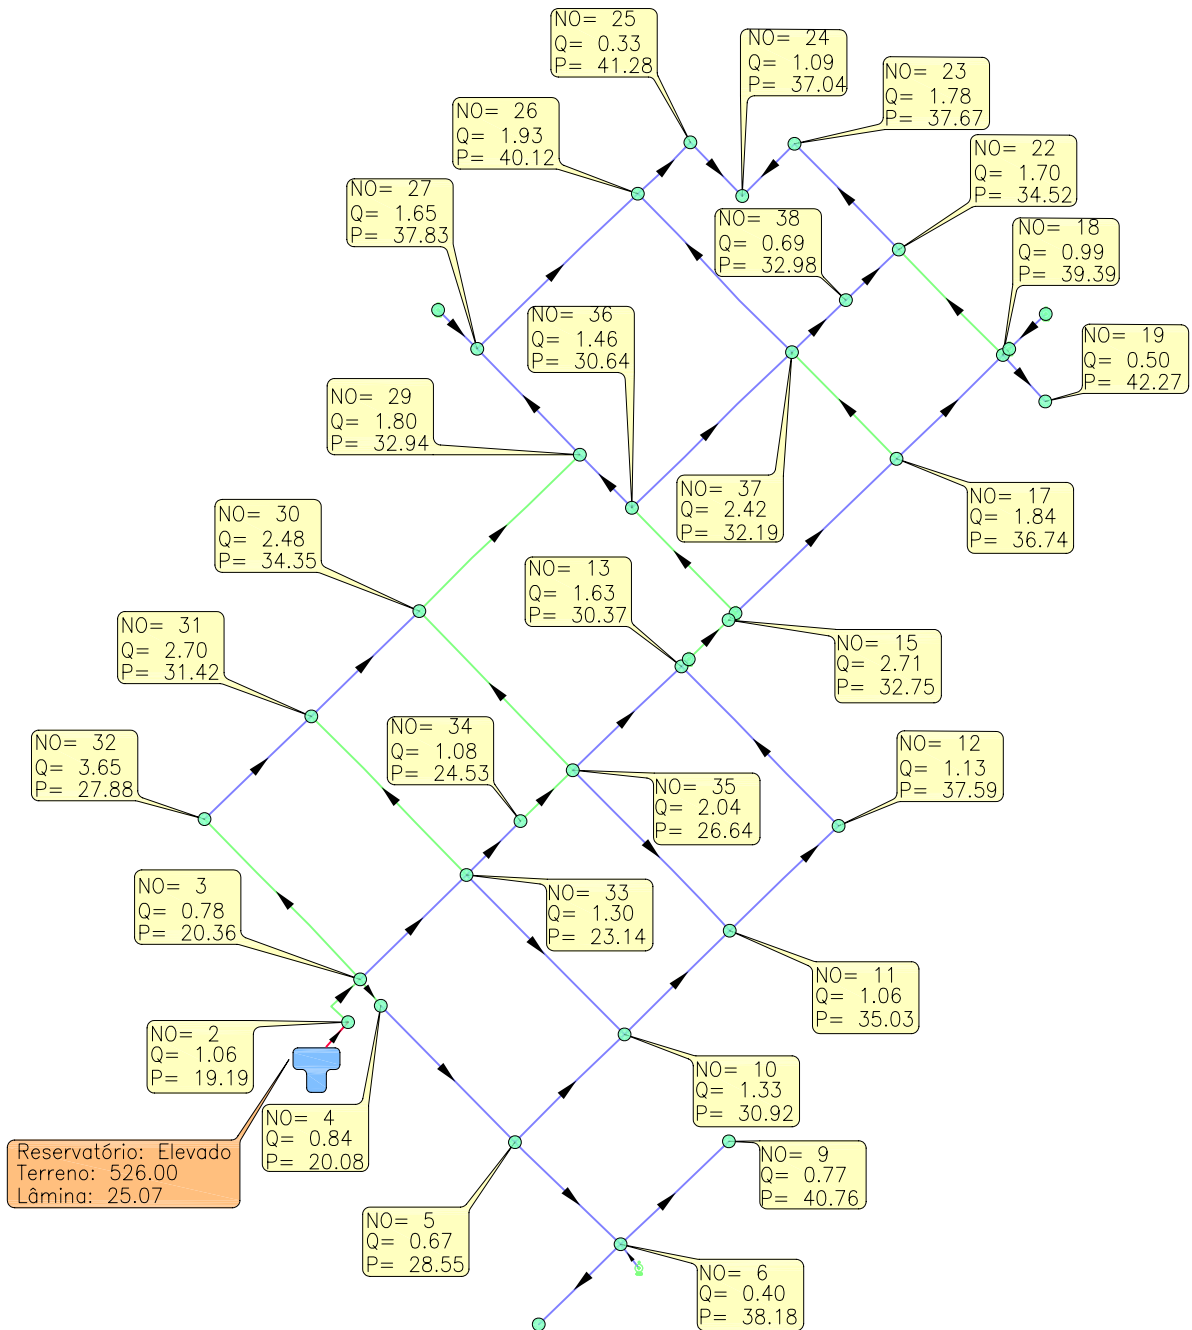 NO= 25
Q= 0.33
P= 41.28
NO= 24
Q= 1.09
P= 37.04
NO= 23
Q= 1.78
P= 37.67
NO= 26
Q= 1.93
P= 40.12
NO= 22
Q= 1.70
P= 34.52
NO= 27
Q= 1.65
P= 37.83
NO= 38
Q= 0.69
P= 32.98
NO= 18
Q= 0.99
P= 39.39
NO= 36
Q= 1.46
P= 30.64
NO= 19
Q= 0.50
P= 42.27
NO= 29
Q= 1.80
P= 32.94
NO= 37
Q= 2.42
P= 32.19
NO= 17
Q= 1.84
P= 36.74
NO= 30
Q= 2.48
P= 34.35
NO= 13
Q= 1.63
P= 30.37
NO= 31
Q= 2.70
P= 31.42
NO= 15
Q= 2.71
P= 32.75
NO= 34
Q= 1.08
P= 24.53
NO= 32
Q= 3.65
P= 27.88
NO= 12
Q= 1.13
P= 37.59
NO= 35
Q= 2.04
P= 26.64
NO= 3
Q= 0.78
P= 20.36
NO= 33
Q= 1.30
P= 23.14
NO= 11
Q= 1.06
P= 35.03
NO= 2
Q= 1.06
P= 19.19
NO= 10
Q= 1.33
P= 30.92
NO= 4
Q= 0.84
P= 20.08
Reservatório: Elevado
Terreno: 526.00
Lâmina: 25.07
NO= 9
Q= 0.77
P= 40.76
NO= 5
Q= 0.67
P= 28.55
NO= 6
Q= 0.40
P= 38.18